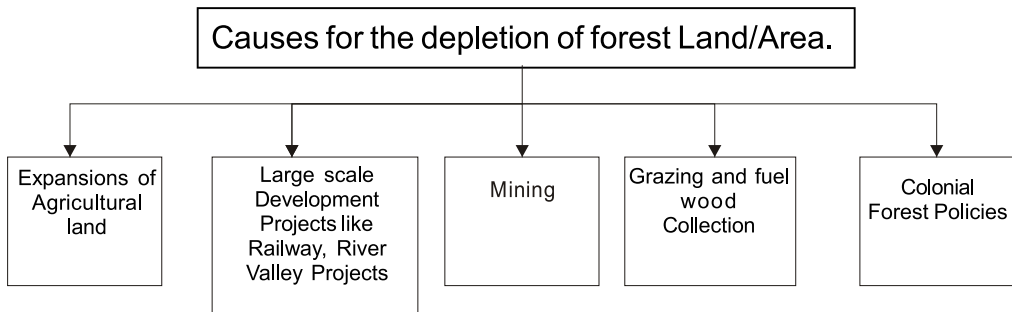 Causes for the depletion of forest Land/Area.
Expansions of
Agricultural
land
Large scale
Development
Projects like
Railway, River
Valley Projects
Mining
Grazing and fuel
wood
Collection
Colonial
Forest Policies